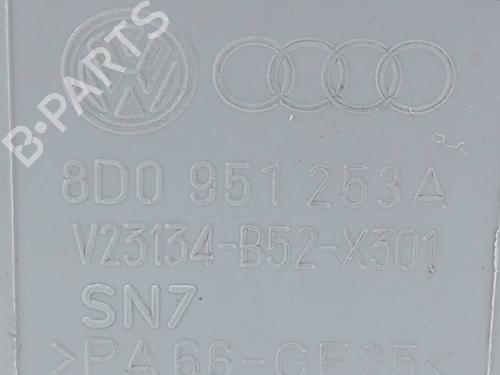 B-PARTS
8D0 951 253A
V23134-B52-X301
SN7
>PA66-GF25<